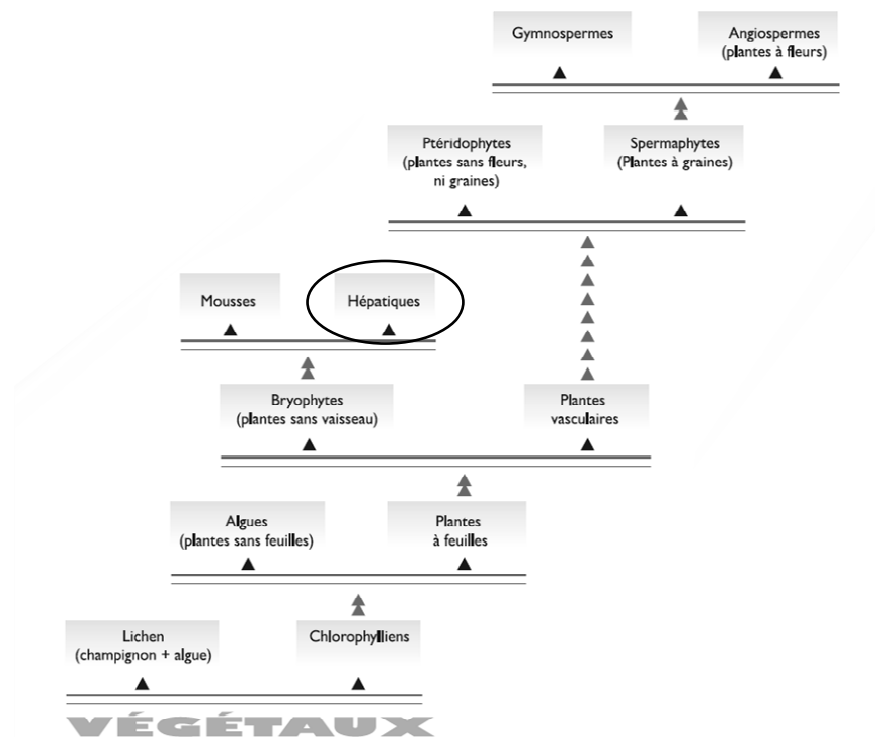 Gymnospermes
Angiospermes
(plantes à fleurs)
Ptéridophytes
(plantes sans fleurs,
ni graines)
Spermaphytes
(Plantes à graines)
Mousses
Hépatiques
Bryophytes
(plantes sans vaisseau)
Plantes
vasculaires
Algues
(plantes sans feuilles)
Plantes
à feuilles
Lichen
(champignon + algue)
Chlorophylliens
VÉGÉTAUX